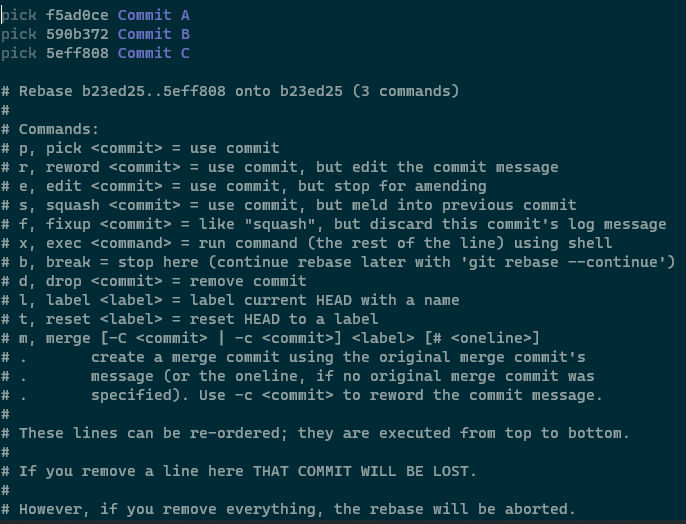 pick f5ad0ce Commit A
pick 590b372 Commit B
pick 5eff808 Commit C

# Rebase b23ed25..5eff808 onto b23ed25 (3 commands)
#
# Commands:
# p, pick <commit> = use commit
# r, reword <commit> = use commit, but edit the commit message
# e, edit <commit> = use commit, but stop for amending
# s, squash <commit> = use commit, but meld into previous commit
# f, fixup <commit> = like "squash", but discard this commit's log message
# x, exec <command> = run command (the rest of the line) using shell
# b, break = stop here (continue rebase later with 'git rebase --continue')
# d, drop <commit> = remove commit
# l, label <label> = label current HEAD with a name
# t, reset <label> = reset HEAD to a label
# m, merge [-C <commit> | -c <commit>] <label> [# <oneline>]
# .       create a merge commit using the original merge commit's
# .       message (or the oneline, if no original merge commit was
# .       specified). Use -c <commit> to reword the commit message.
#
# These lines can be re-ordered; they are executed from top to bottom.
#
# If you remove a line here THAT COMMIT WILL BE LOST.
#
# However, if you remove everything, the rebase will be aborted.